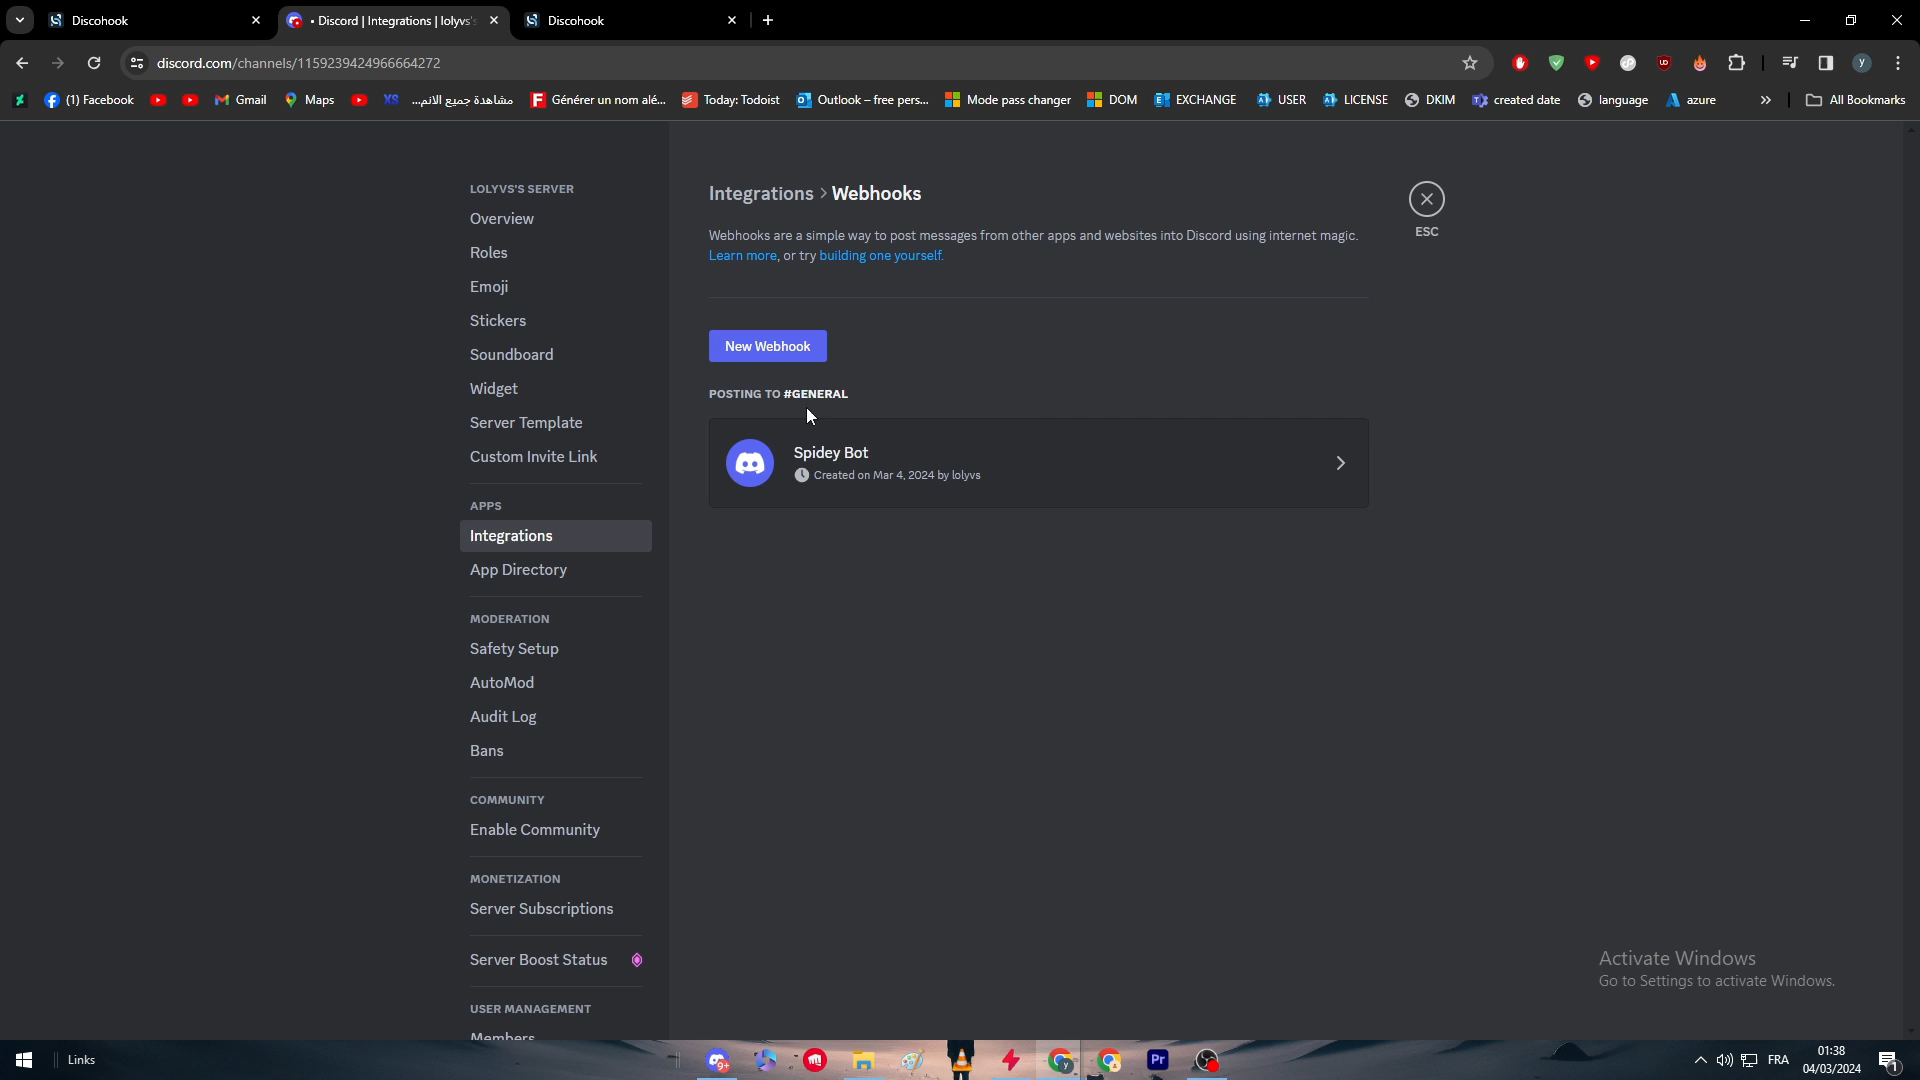 Discohook
• Discord | Integrations | lolyvs's
Discohook
discord.com/channels/1159239424966664272
(1) Facebook
Gmail
Maps
مشاهدة جميع الانم...
Générer un nom alé...
Today: Todoist
Outlook – free pers...
Mode pass changer
DOM
EXCHANGE
USER
LICENSE
DKIM
created date
language
azure
»
All Bookmarks
LOLYVS'S SERVER
Overview
Roles
Emoji
Stickers
Soundboard
Widget
Server Template
Custom Invite Link
APPS
Integrations
App Directory
MODERATION
Safety Setup
AutoMod
Audit Log
Bans
COMMUNITY
Enable Community
MONETIZATION
Server Subscriptions
Server Boost Status
USER MANAGEMENT
Members
Integrations > Webhooks
Webhooks are a simple way to post messages from other apps and websites into Discord using internet magic.
Learn more, or try building one yourself.
New Webhook
POSTING TO #GENERAL
Spidey Bot
Created on Mar 4, 2024 by lolyvs
ESC
Activate Windows
Go to Settings to activate Windows.
Links
FRA
01:38
04/03/2024